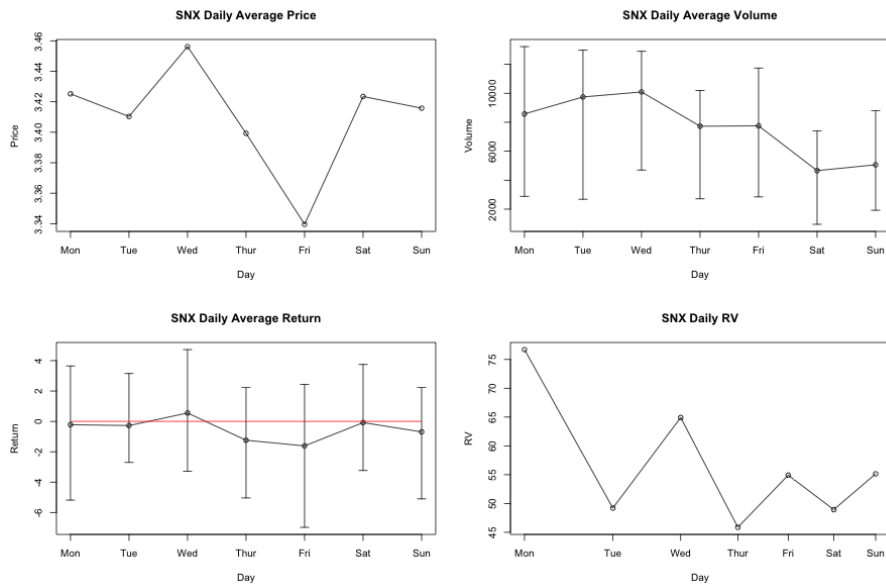 SNX Daily Average Price
Price
3.46
3.44
3.42
3.40
3.38
3.36
3.34
Mon Tue Wed Thur Fri Sat Sun
Day
SNX Daily Average Volume
Volume
10000
6000
2000
Mon Tue Wed Thur Fri Sat Sun
Day
SNX Daily Average Return
Return
4
2
0
-2
-4
-6
Mon Tue Wed Thur Fri Sat Sun
Day
SNX Daily RV
RV
75
70
65
60
55
50
45
Mon Tue Wed Thur Fri Sat Sun
Day